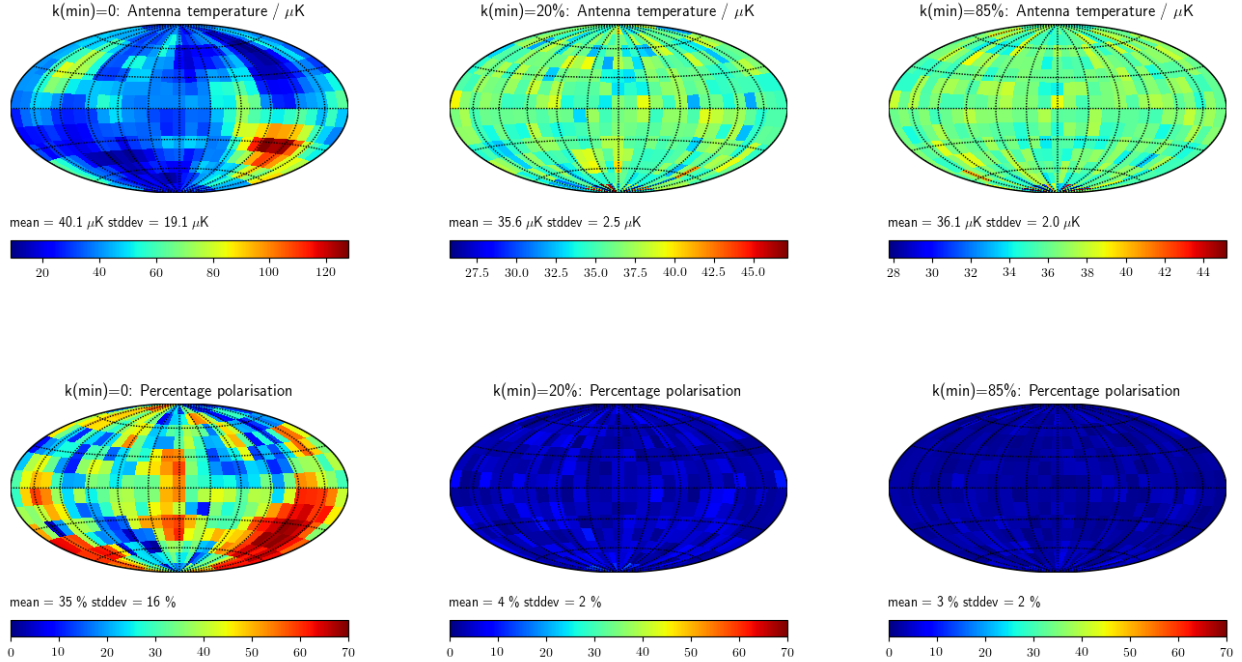 k(min)=0: Antenna temperature / μK
k(min)=20%: Antenna temperature / μK
k(min)=85%: Antenna temperature / μK
mean = 40.1 μK stddev = 19.1 μK
mean = 35.6 μK stddev = 2.5 μK
mean = 36.1 μK stddev = 2.0 μK
20 40 60 80 100 120
27.5 30.0 32.5 35.0 37.5 40.0 42.5 45.0
28 30 32 34 36 38 40 42 44
k(min)=0: Percentage polarisation
k(min)=20%: Percentage polarisation
k(min)=85%: Percentage polarisation
mean = 35 % stddev = 16 %
mean = 4 % stddev = 2 %
mean = 3 % stddev = 2 %
0 10 20 30 40 50 60 70
0 10 20 30 40 50 60 70
0 10 20 30 40 50 60 70